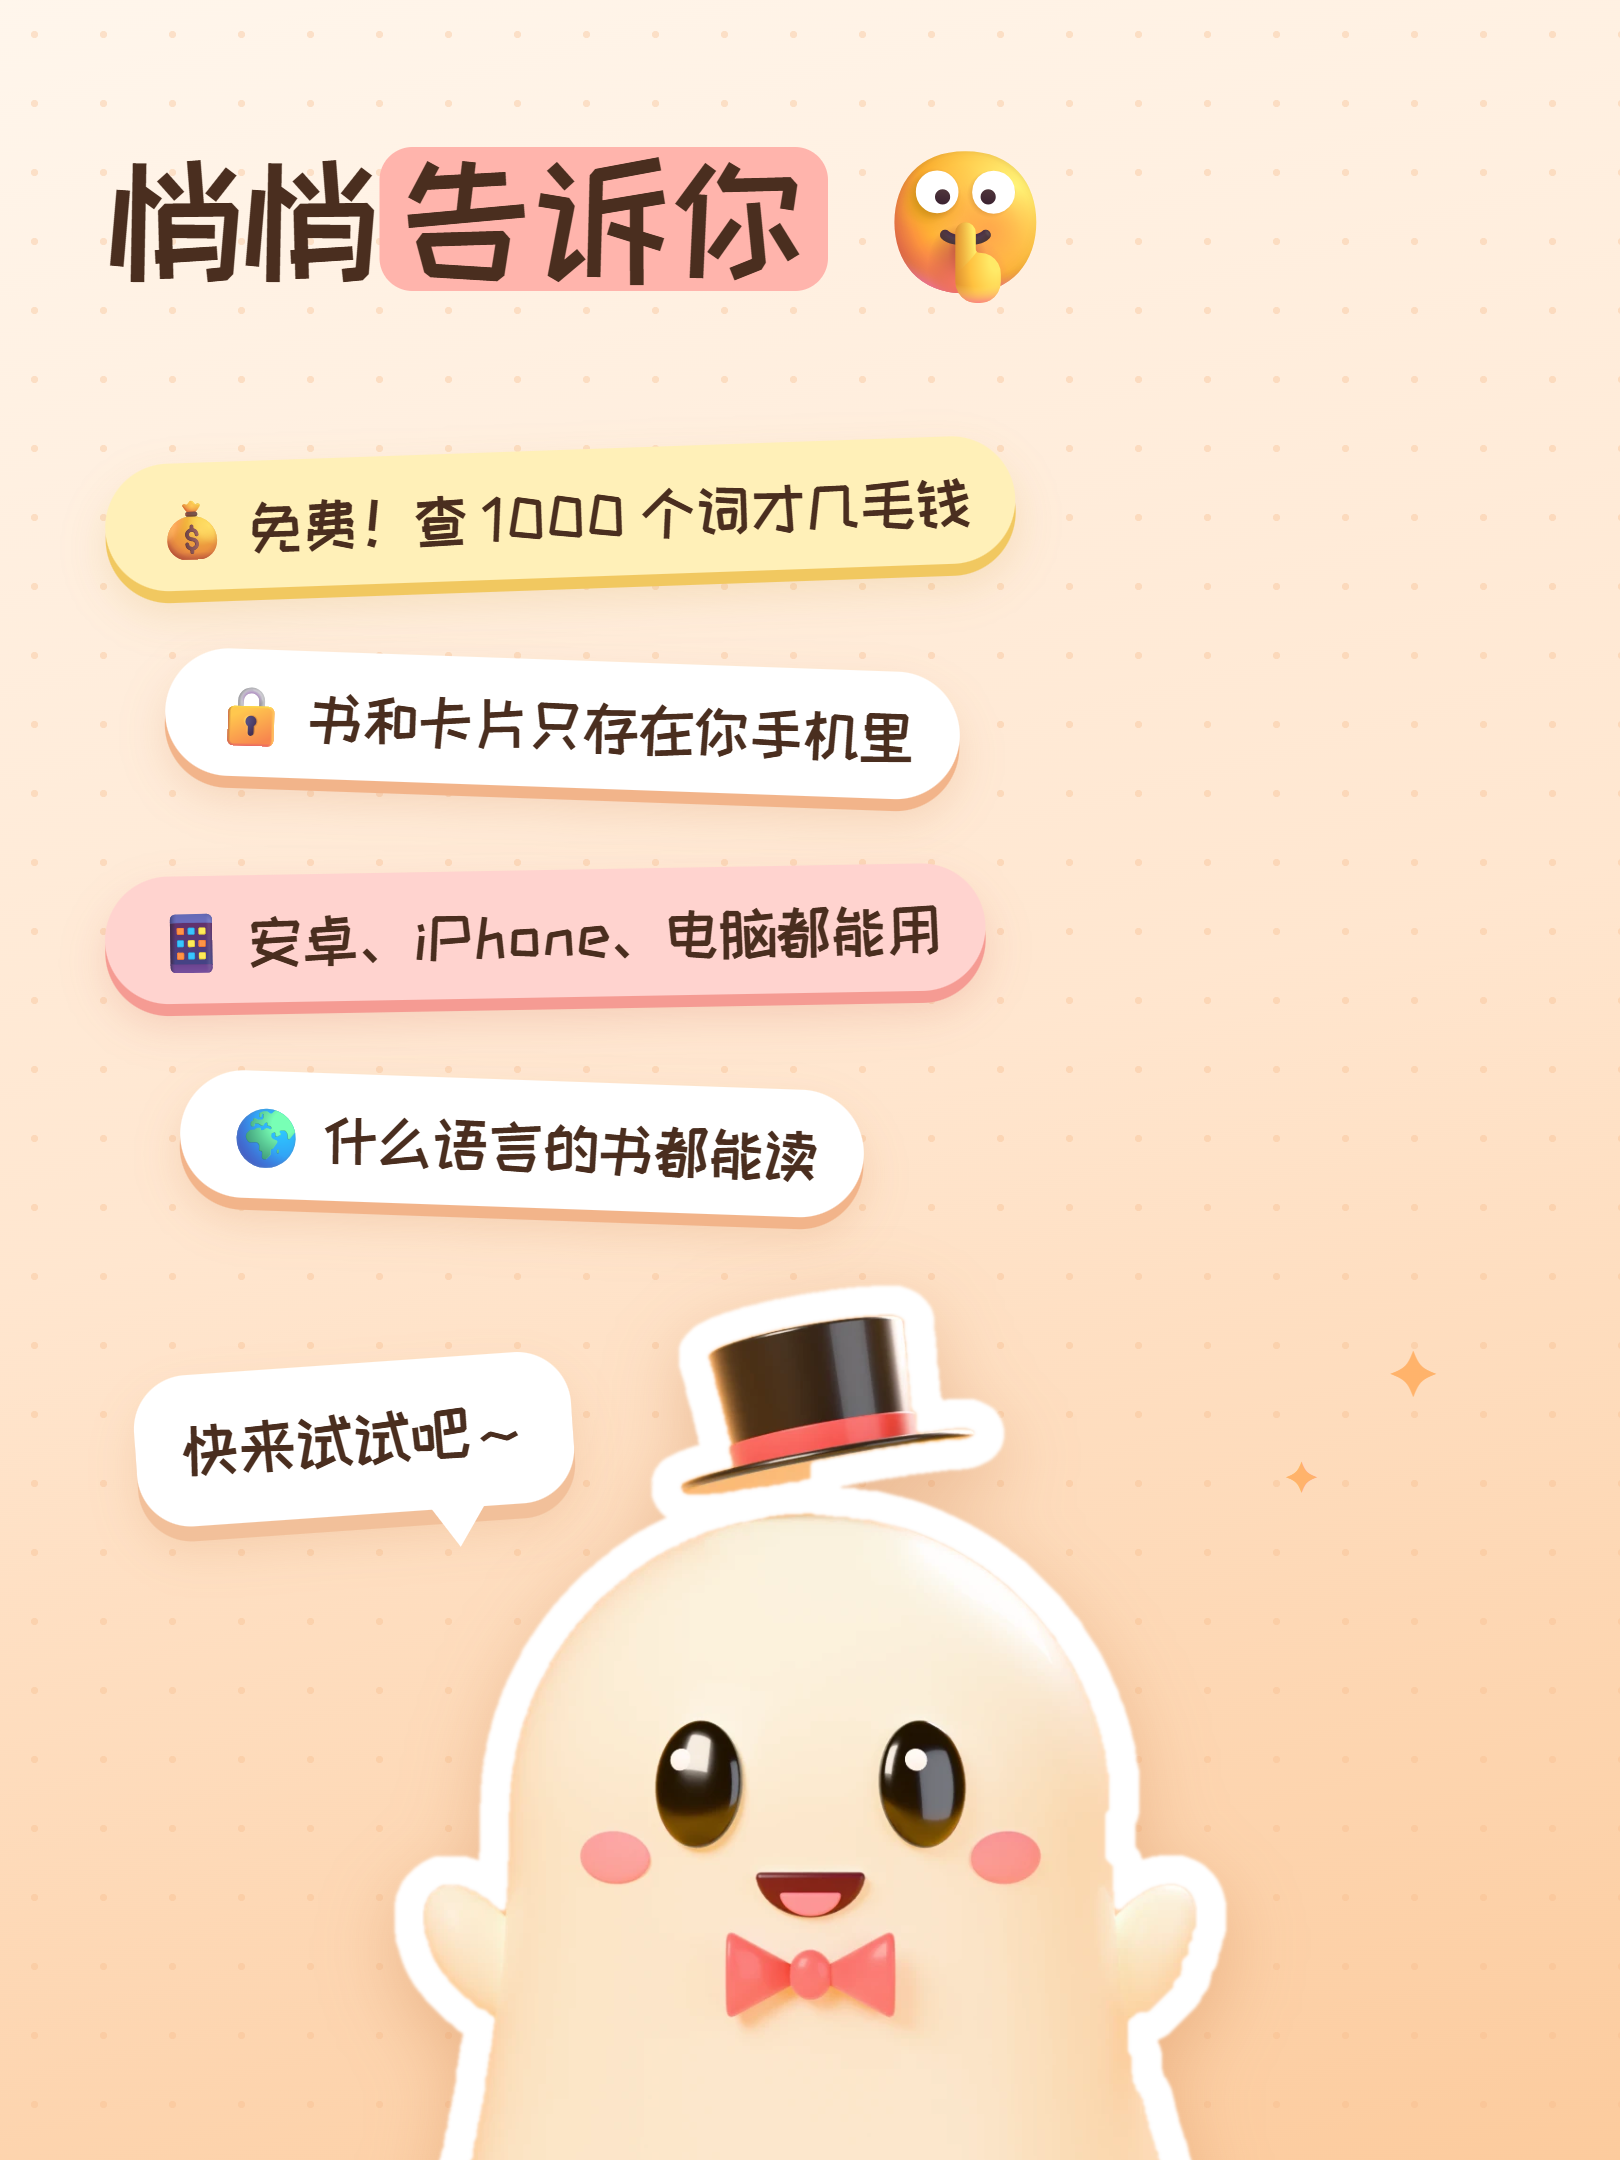 悄悄告诉你
免费！查 1000 个词才几毛钱
书和卡片只存在你手机里
安卓、iPhone、电脑都能用
什么语言的书都能读
快来试试吧～